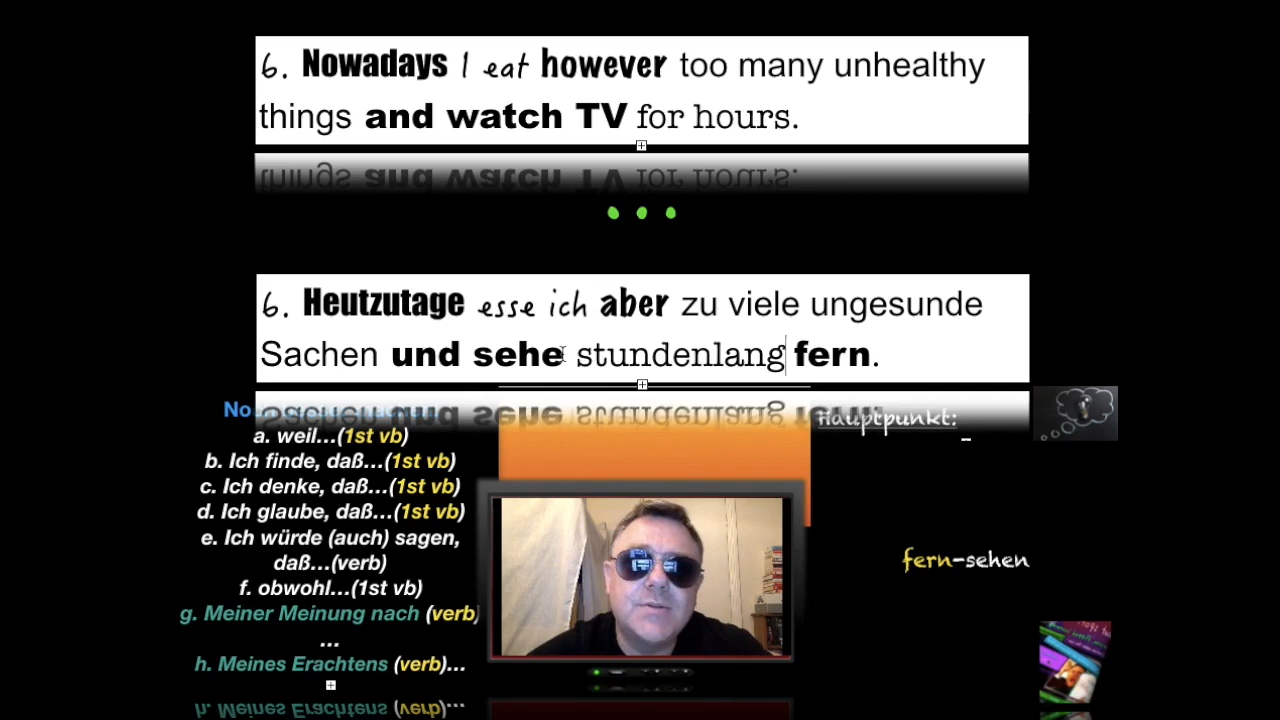 6. Nowadays I eat however too many unhealthy
things and watch TV for hours.
6. Heutzutage esse ich aber zu viele ungesunde
Sachen und sehe stundenlang fern.
No
Hauptpunkt:
a. weil...(1st vb)
b. Ich finde, daß...(1st vb)
c. Ich denke, daß...(1st vb)
d. Ich glaube, daß...(1st vb)
e. Ich würde (auch) sagen,
daß...(verb)
f. obwohl...(1st vb)
fern-sehen
g. Meiner Meinung nach (verb)
...
h. Meines Erachtens (verb)...